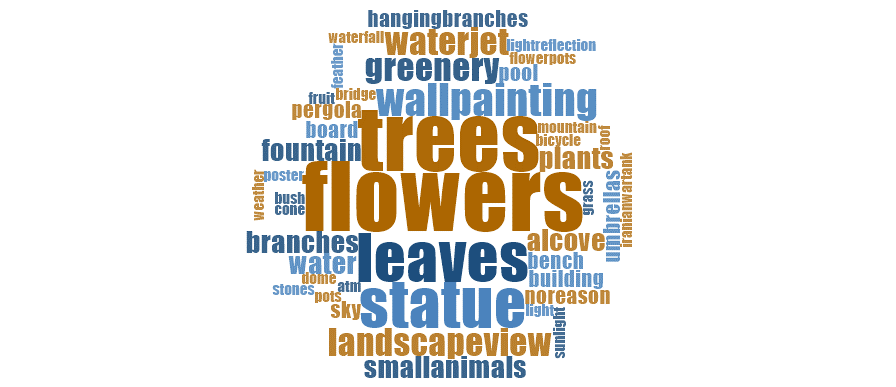 hangingbranches
waterfall
waterjet
lightreflection
feather
greenery
flowerpots
pool
fruit
bridge
wallpainting
pergola
board
trees
mountain
bicycle
roof
fountain
plants
poster
flowers
weather
bush
cone
grass
umbrellas
iranianwartank
branches
leaves
alcove
water
bench
dome
building
stones
pots
atm
statue
noreason
sky
light
sunlight
landscapeview
smallanimals